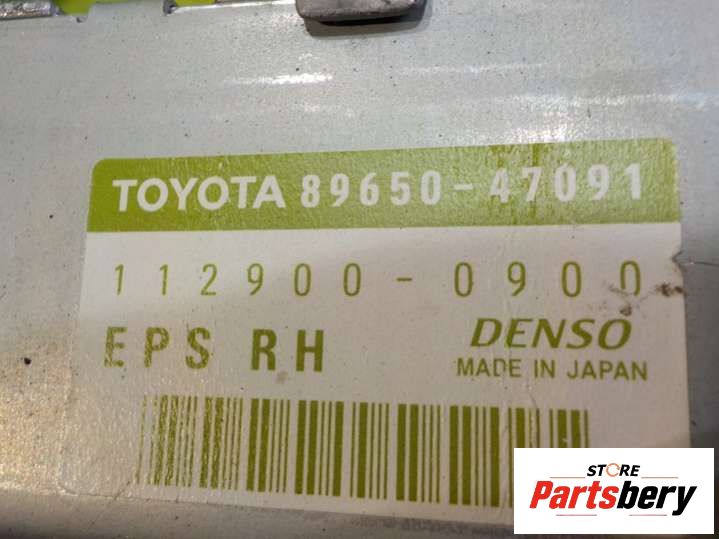 TOYOTA 89650-47091
112900-0900
EPS RH DENSO
MADE IN JAPAN
STORE
Partsbery